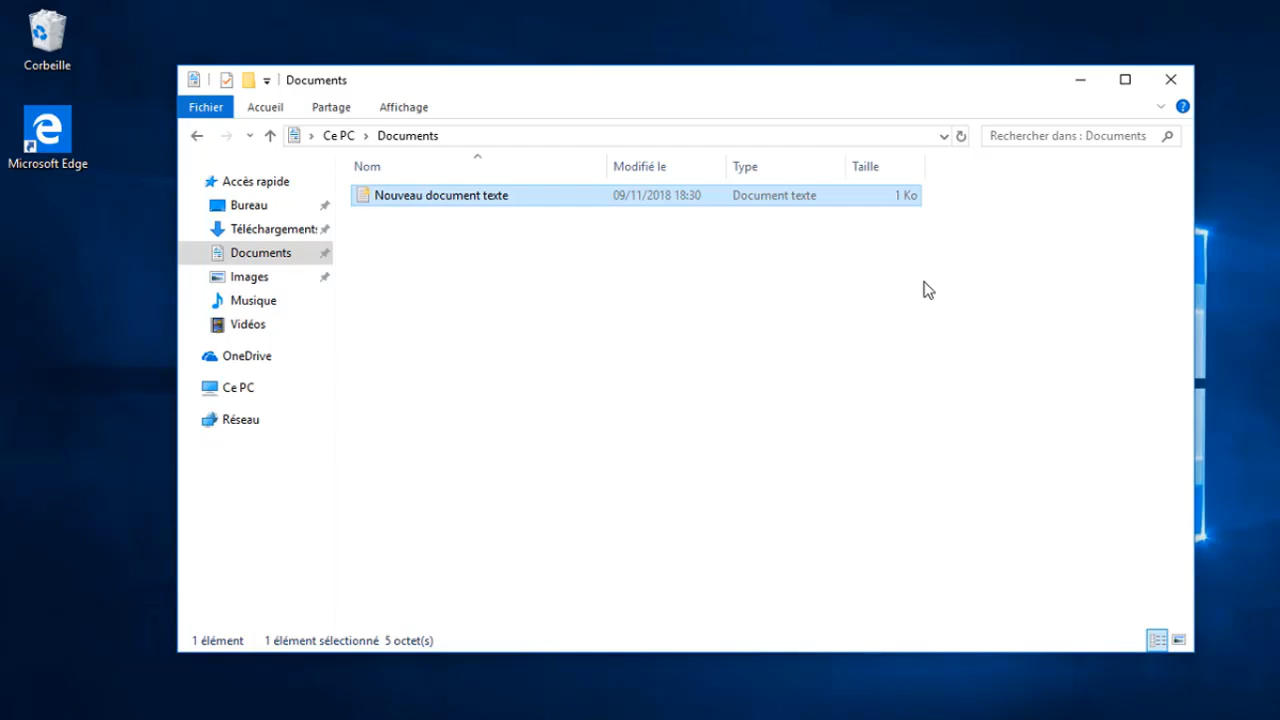 Corbeille
Microsoft Edge
Documents
Fichier
Accueil
Partage
Affichage
Ce PC
Documents
Rechercher dans : Documents
Nom
Modifié le
Type
Taille
Nouveau document texte
09/11/2018 18:30
Document texte
1 Ko
Accès rapide
Bureau
Téléchargements
Documents
Images
Musique
Vidéos
OneDrive
Ce PC
Réseau
1 élément
1 élément sélectionné 5 octet(s)